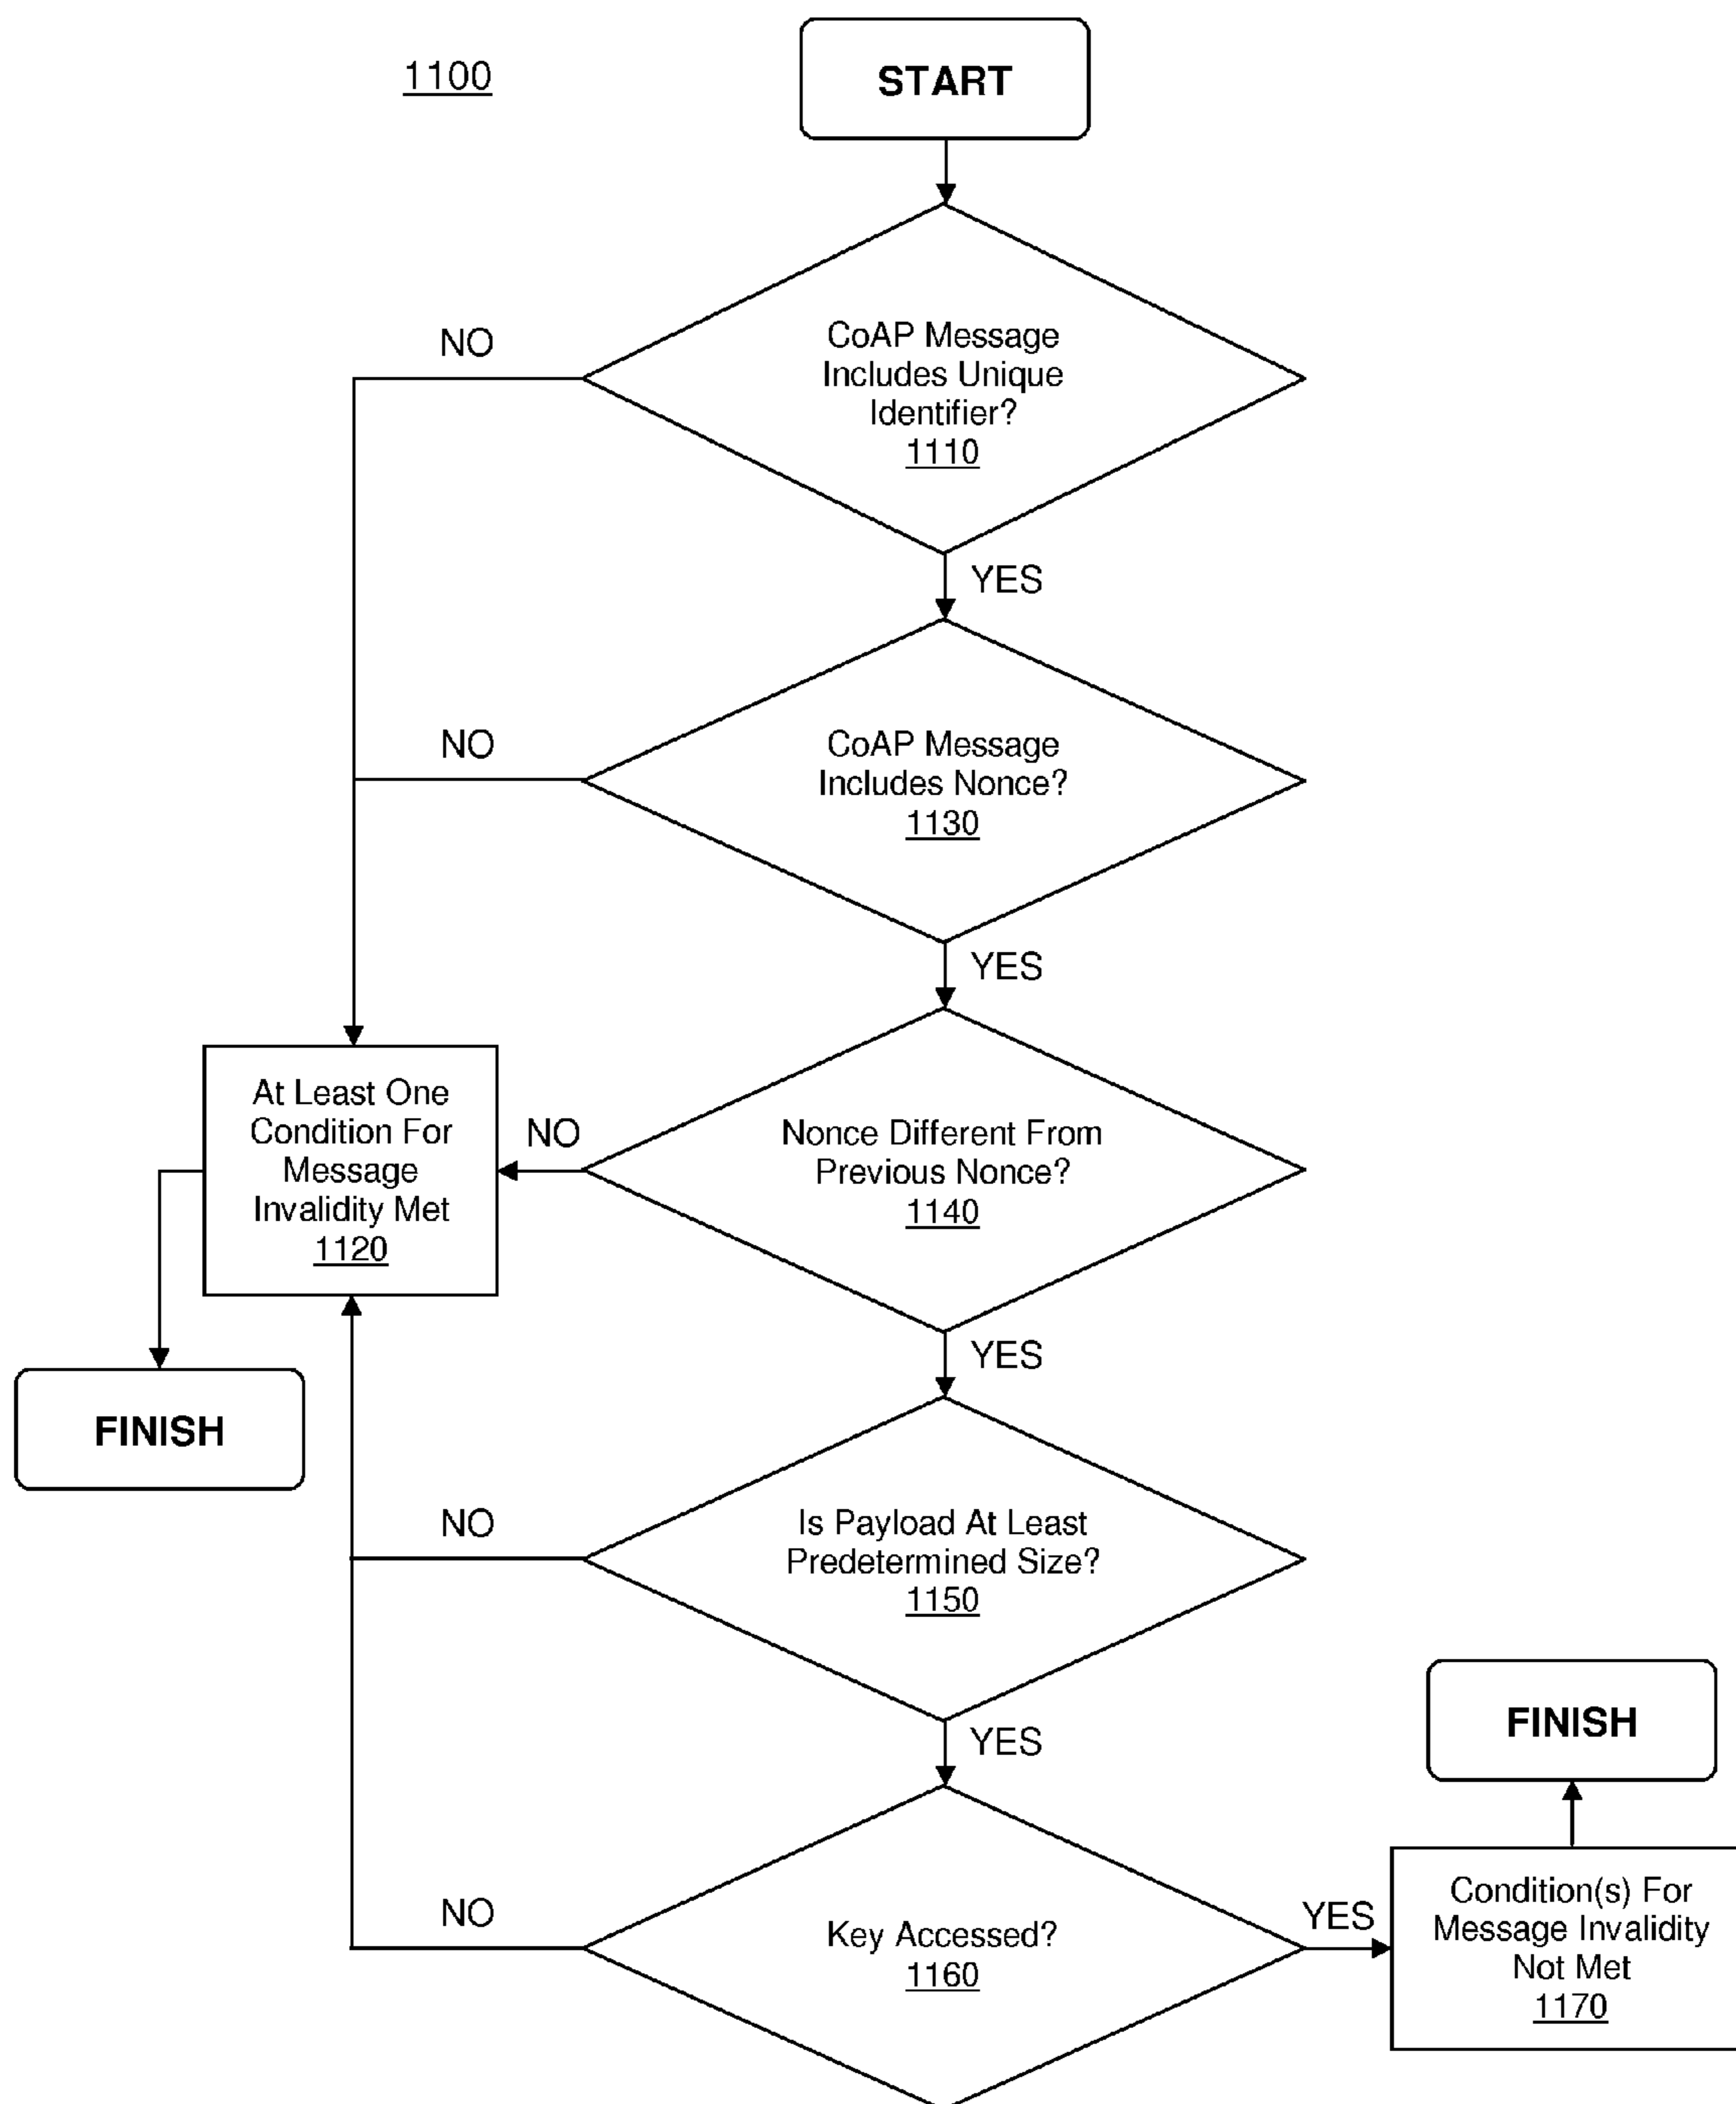 1100
START
CoAP Message
Includes Unique
Identifier?
1110
NO
YES
CoAP Message
Includes Nonce?
1130
NO
YES
At Least One
Condition For
Message
Invalidity Met
1120
NO
Nonce Different From
Previous Nonce?
1140
YES
FINISH
Is Payload At Least
Predetermined Size?
1150
NO
YES
FINISH
Key Accessed?
1160
NO
YES
Condition(s) For
Message Invalidity
Not Met
1170